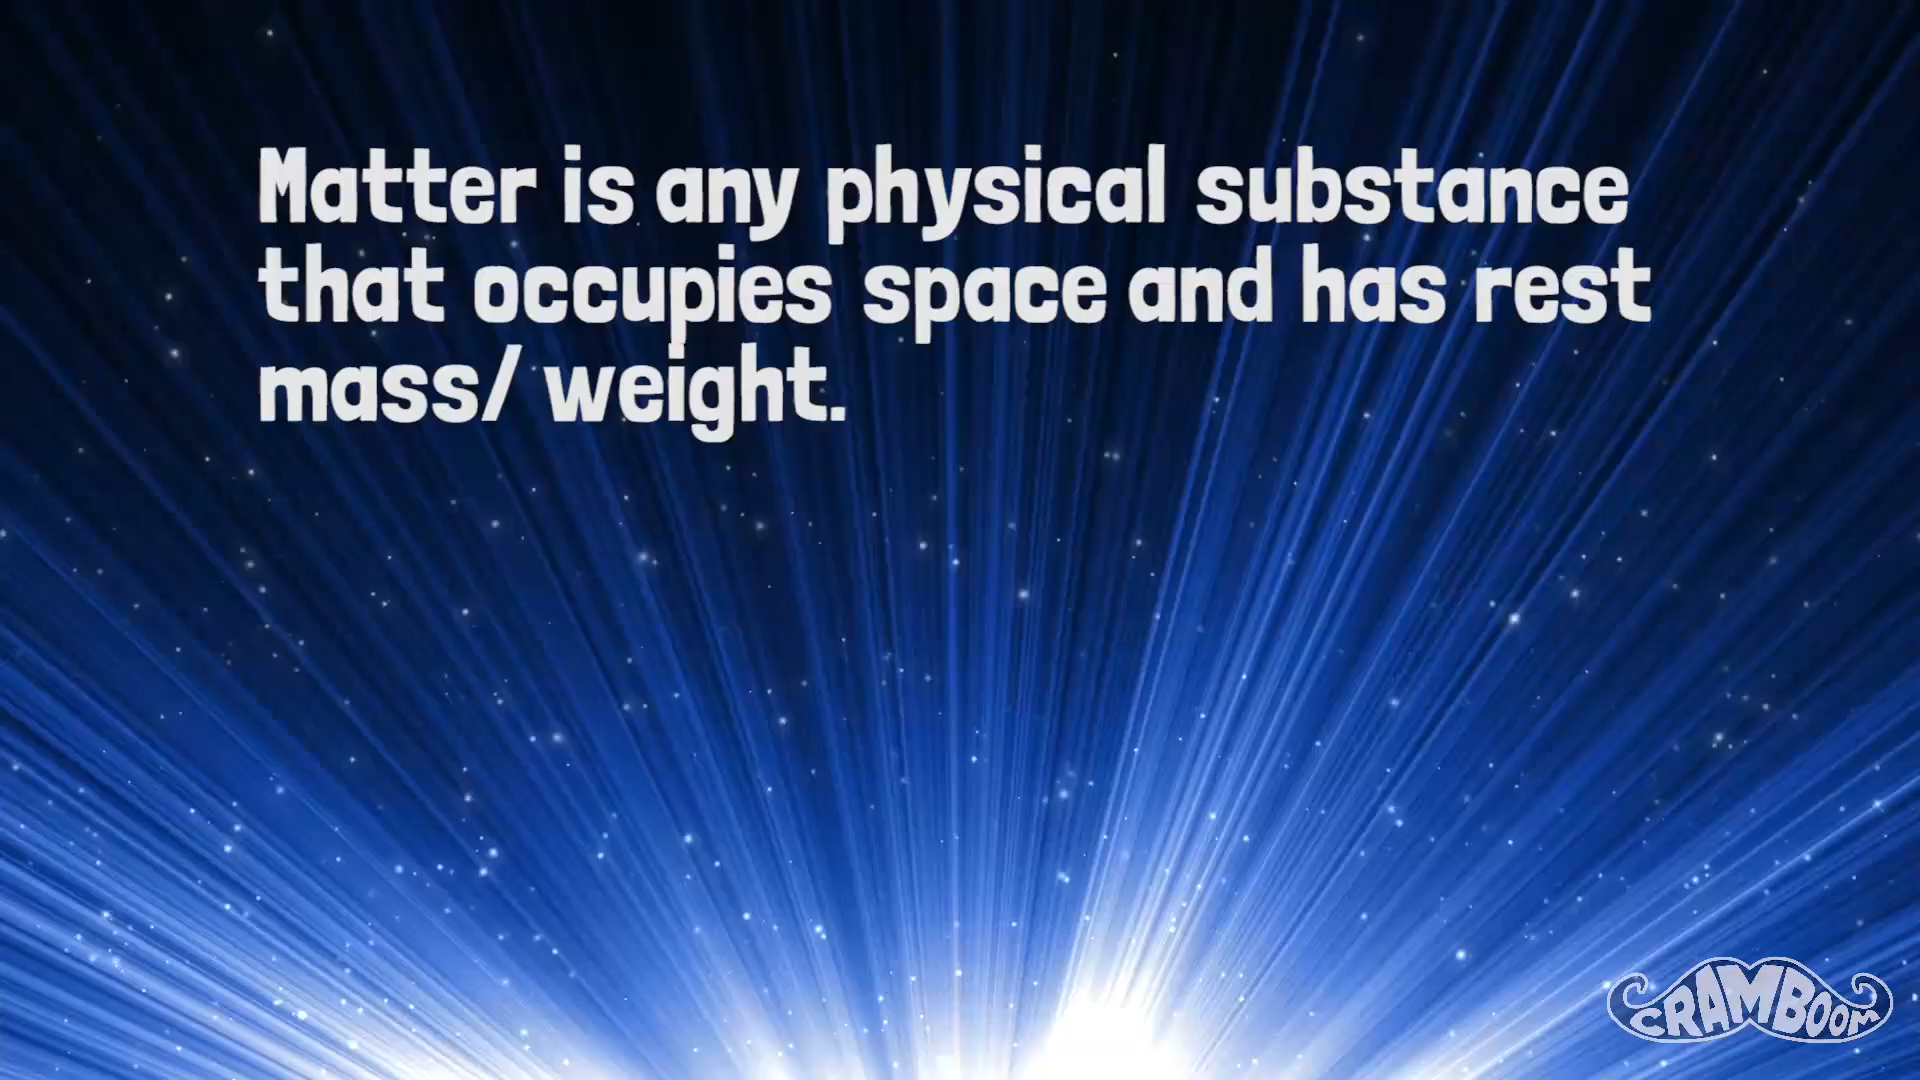 Matter is any physical substance
that occupies space and has rest
mass/ weight.
CRAMBOOM